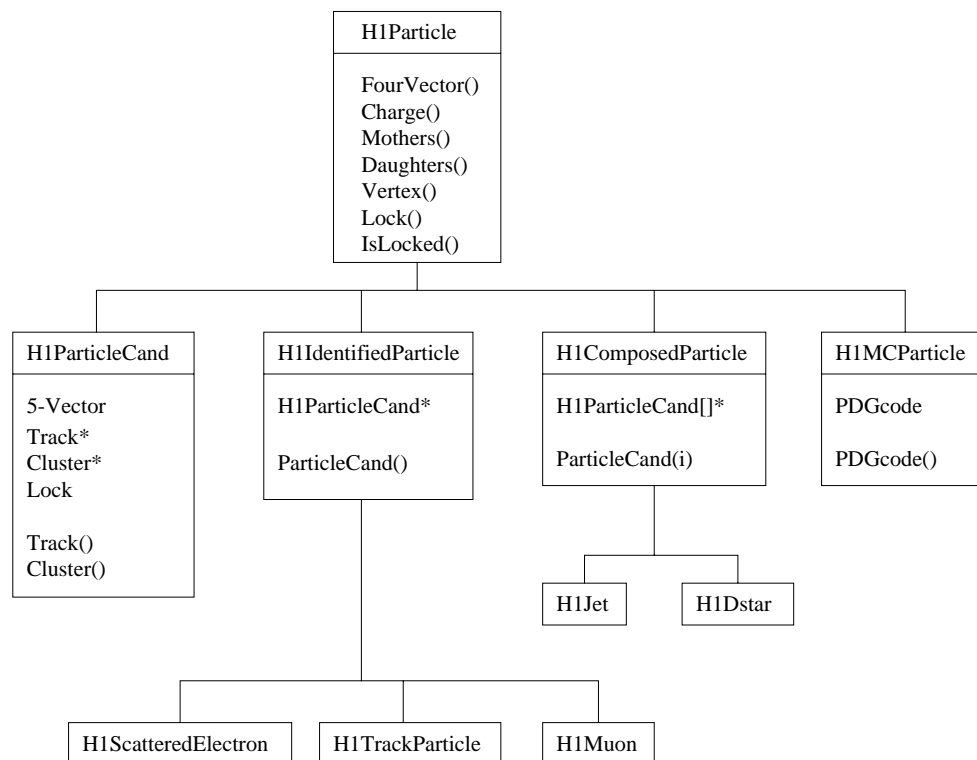 H1Particle
FourVector()
Charge()
Mothers()
Daughters()
Vertex()
Lock()
IsLocked()
H1ParticleCand
5-Vector
Track*
Cluster*
Lock
Track()
Cluster()
H1IdentifiedParticle
H1ParticleCand*
ParticleCand()
H1ComposedParticle
H1ParticleCand[]*
ParticleCand(i)
H1MCParticle
PDGcode
PDGcode()
H1Jet
H1Dstar
H1ScatteredElectron
H1TrackParticle
H1Muon